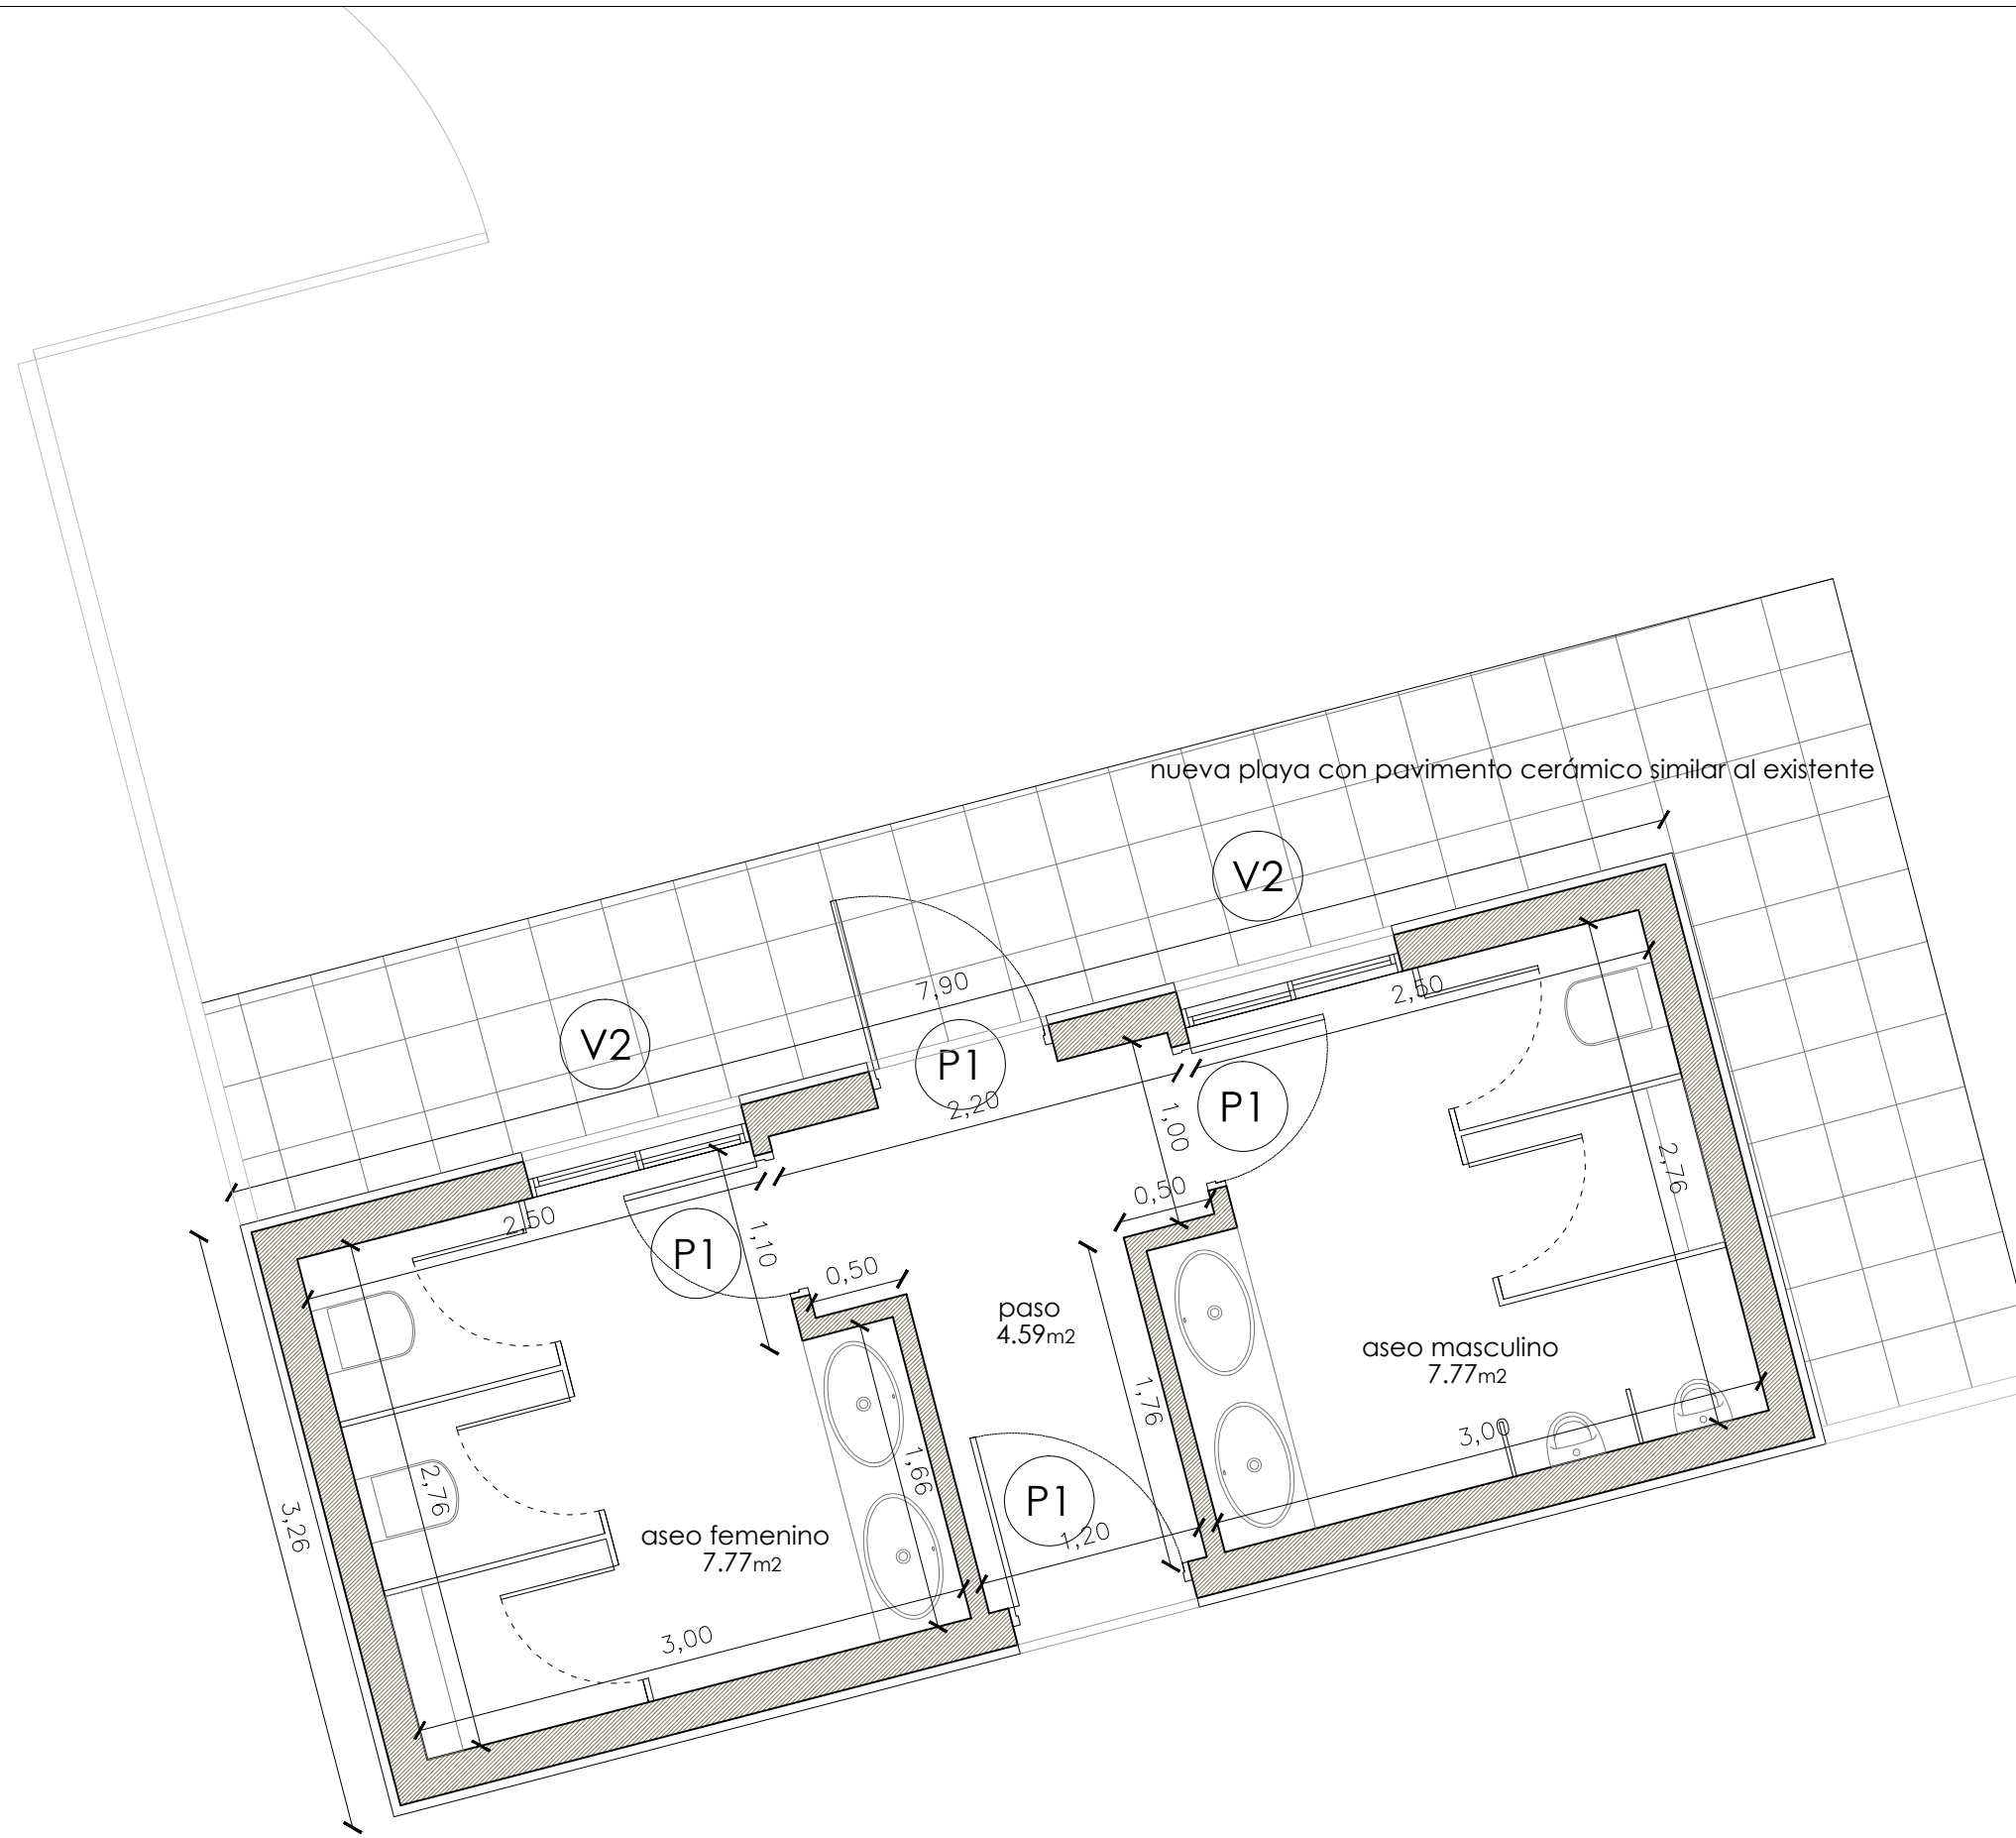 nueva playa con pavimento cerámico similar al existente
V2
7,90
2,50
V2
P1
P1
2,20
1,00
2,76
0,50
2,50
P1
1,10
0,50
paso
4.59m2
aseo masculino
7.77m2
1,76
3,00
2,76
1,66
P1
3,26
aseo femenino
7.77m2
1,20
3,00